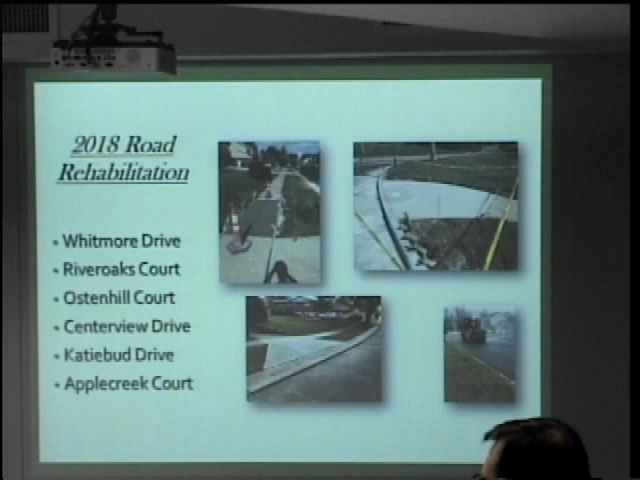 2018 Road
Rehabilitation
• Whitmore Drive
• Riveroaks Court
• Ostenhill Court
• Centerview Drive
• Katiebud Drive
• Applecreek Court